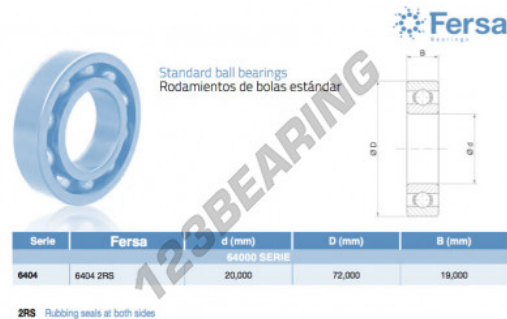 Fersa
Bearings
Standard ball bearings
Rodamientos de bolas estándar
B
Ø D
Ø d
123BEARING
Serie Fersa d (mm) D (mm) B (mm)
64000 SERIE
6404 6404 2RS 20,000 72,000 19,000
2RS Rubbing seals at both sides